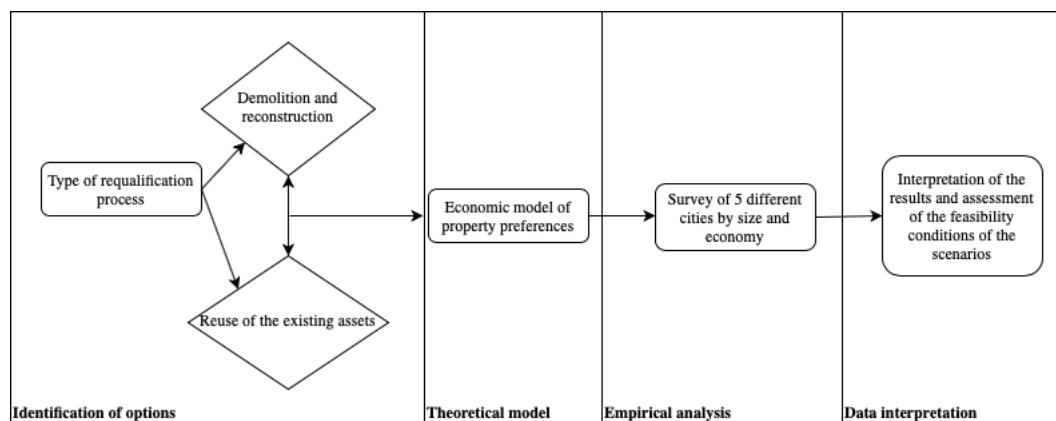 Demolition and
reconstruction
Type of requalification
process
Reuse of the existing assets
Identification of options
Economic model of
property preferences
Theoretical model
Survey of 5 different
cities by size and
economy
Empirical analysis
Interpretation of the
results and assessment
of the feasibility
conditions of the
scenarios
Data interpretation